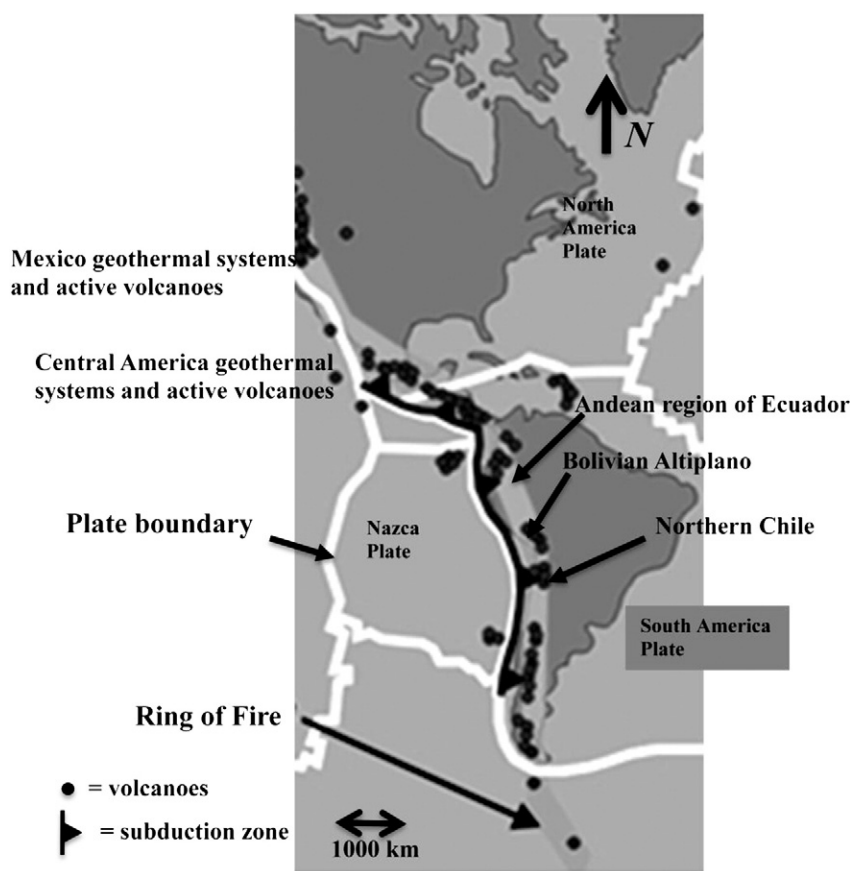 N
North
America
Plate
Mexico geothermal systems
and active volcanoes
Central America geothermal
systems and active volcanoes
Andean region of Ecuador
Bolivian Altiplano
Plate boundary
Nazca
Plate
Northern Chile
South America
Plate
Ring of Fire
= volcanoes
= subduction zone
1000 km